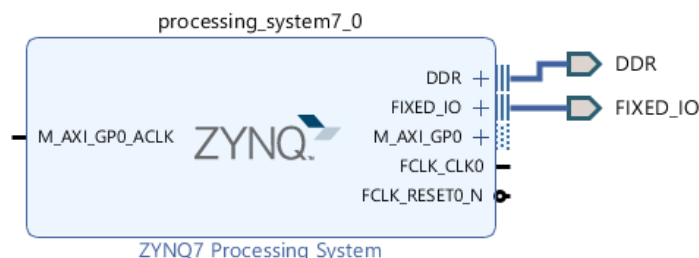 processing_system7_0
DDR
DDR
FIXED_IO
FIXED_IO
M_AXI_GP0_ACLK
ZYNQ
M_AXI_GP0
FCLK_CLK0
FCLK_RESET0_N
ZYNQ7 Processing System